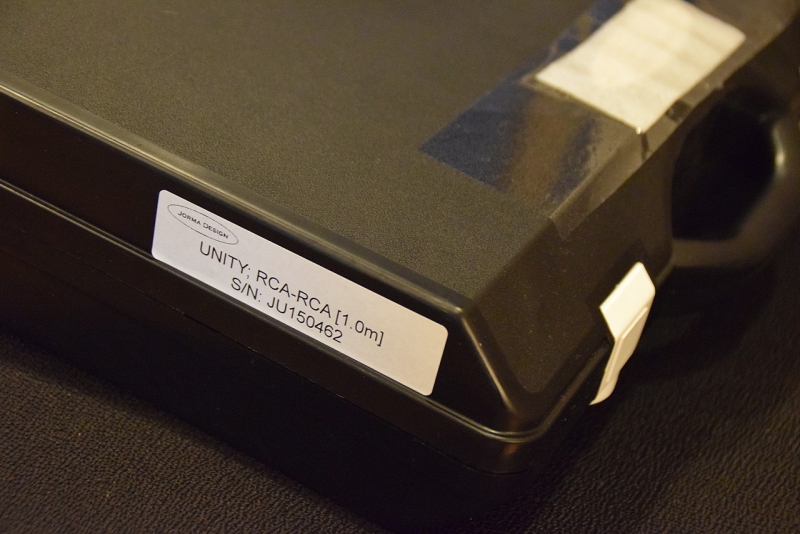 JORMA DESIGN
UNITY; RCA-RCA [1.0m]
S/N: JU150462